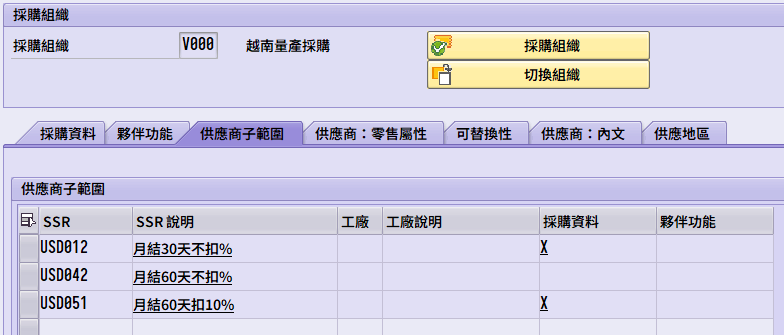 採購組織
採購組織 V000 越南量產採購 採購組織
切換組織
採購資料 夥伴功能 供應商子範圍 供應商：零售屬性 可替換性 供應商：內文 供應地區
供應商子範圍
SSR SSR 說明 工廠 工廠說明 採購資料 夥伴功能
USD012 月結30天不扣% X
USD042 月結60天不扣%
USD051 月結60天扣10% X